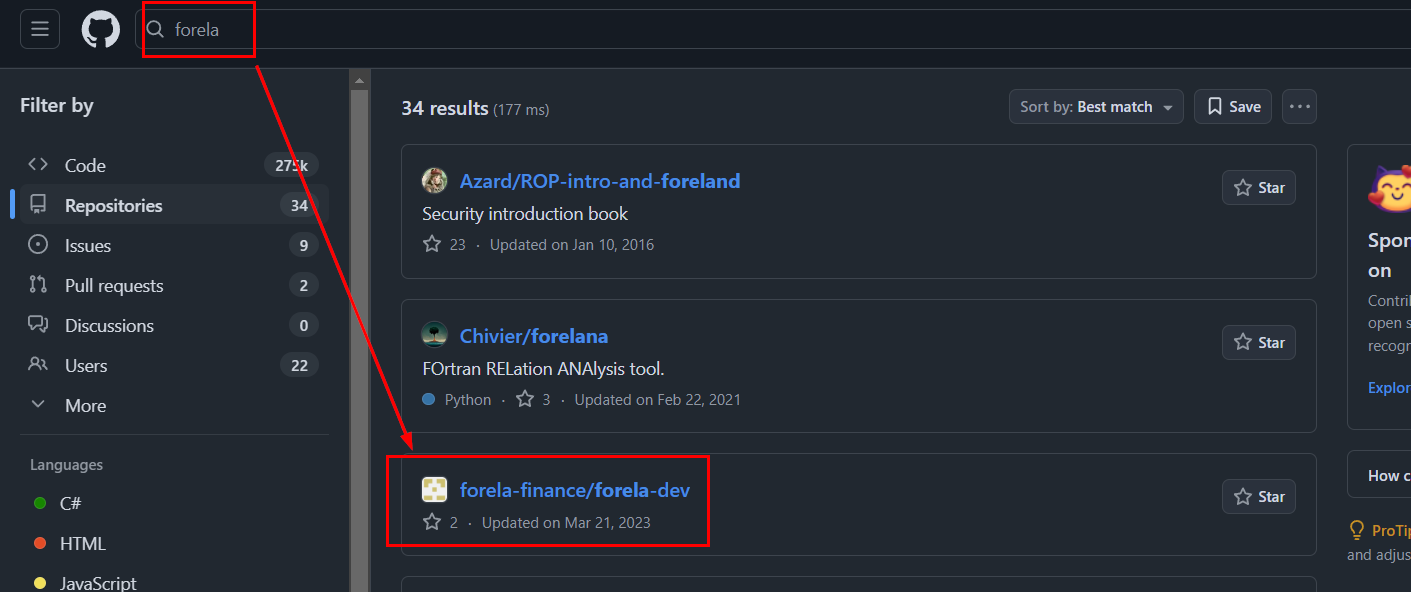 forela
Filter by
Code 275k
Repositories 34
Issues 9
Pull requests 2
Discussions 0
Users 22
More
Languages
C#
HTML
JavaScript
34 results (177 ms)
Sort by: Best match
Save
Azard/ROP-intro-and-foreland
Star
Security introduction book
23 · Updated on Jan 10, 2016
Chivier/forelana
Star
FOrtran RELation ANAlysis tool.
Python · 3 · Updated on Feb 22, 2021
forela-finance/forela-dev
Star
2 · Updated on Mar 21, 2023
Spon
on
Contri
open s
recogn
Explor
How c
ProTip
and adjus